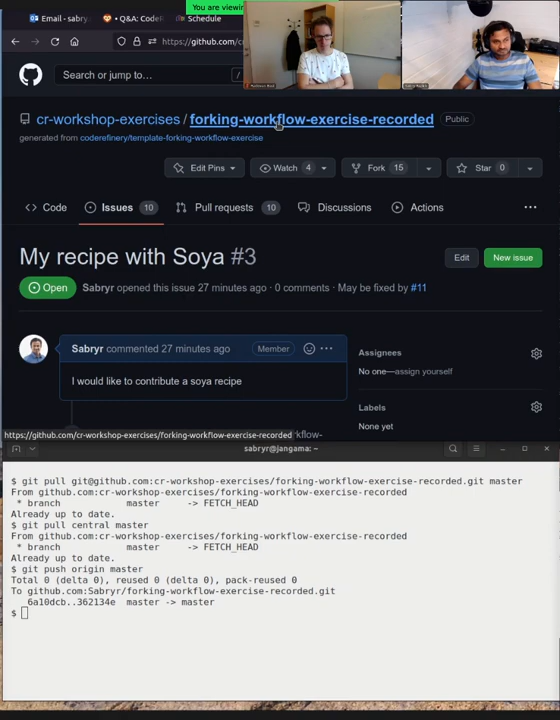 You are viewin
Email - sabry
Q&A: CodeR
Schedule
https://github.com/c
Search or jump to...
/
cr-workshop-exercises / forking-workflow-exercise-recorded Public
generated from coderefinery/template-forking-workflow-exercise
Edit Pins Watch 4 Fork 15 Star 0
Code Issues 10 Pull requests 10 Discussions Actions ...
My recipe with Soya #3 Edit New issue
Open Sabryr opened this issue 27 minutes ago · 0 comments · May be fixed by #11
Sabryr commented 27 minutes ago Member ...
I would like to contribute a soya recipe
Assignees
No one—assign yourself
Labels
None yet
https://github.com/cr-workshop-exercises/forking-workflow-exercise-recorded rkflow-
sabryr@jangama: ~
$ git pull git@github.com:cr-workshop-exercises/forking-workflow-exercise-recorded.git master
From github.com:cr-workshop-exercises/forking-workflow-exercise-recorded
* branch master -> FETCH_HEAD
Already up to date.
$ git pull central master
From github.com:cr-workshop-exercises/forking-workflow-exercise-recorded
* branch master -> FETCH_HEAD
Already up to date.
$ git push origin master
Total 0 (delta 0), reused 0 (delta 0), pack-reused 0
To github.com:Sabryr/forking-workflow-exercise-recorded.git
6a10dcb..362134e master -> master
$